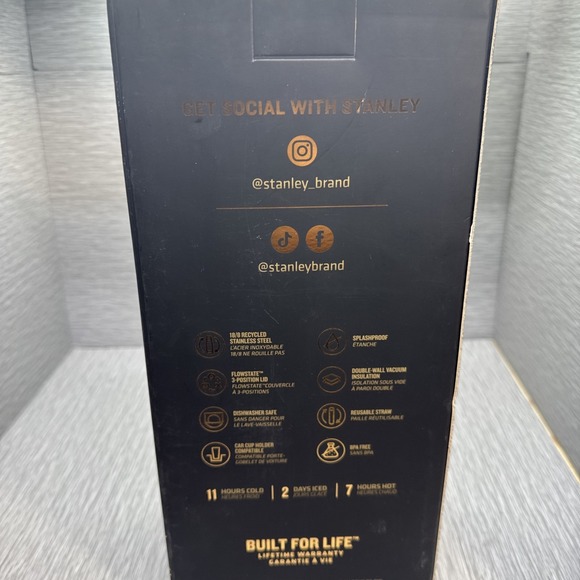 GET SOCIAL WITH STANLEY
@stanley_brand
@stanleybrand
18/8 RECYCLED
STAINLESS STEEL
L'ACIER INOXYDABLE
18/8 NE ROUILLE PAS
SPLASHPROOF
ÉTANCHE
FLOWSTATE™
3-POSITION LID
FLOWSTATE™COUVERCLE
À 3-POSITIONS
DOUBLE-WALL VACUUM
INSULATION
ISOLATION SOUS VIDE
À PAROI DOUBLE
DISHWASHER SAFE
SANS DANGER POUR
LE LAVE-VAISSELLE
REUSABLE STRAW
PAILLE RÉUTILISABLE
CAR CUP HOLDER
COMPATIBLE
COMPATIBLE PORTE-
GOBELET DE VOITURE
BPA FREE
SANS BPA
11 HOURS COLD
HEURES FROID
2 DAYS ICED
JOURS GLACÉ
7 HOURS HOT
HEURES CHAUD
BUILT FOR LIFE™
LIFETIME WARRANTY
GARANTIE À VIE